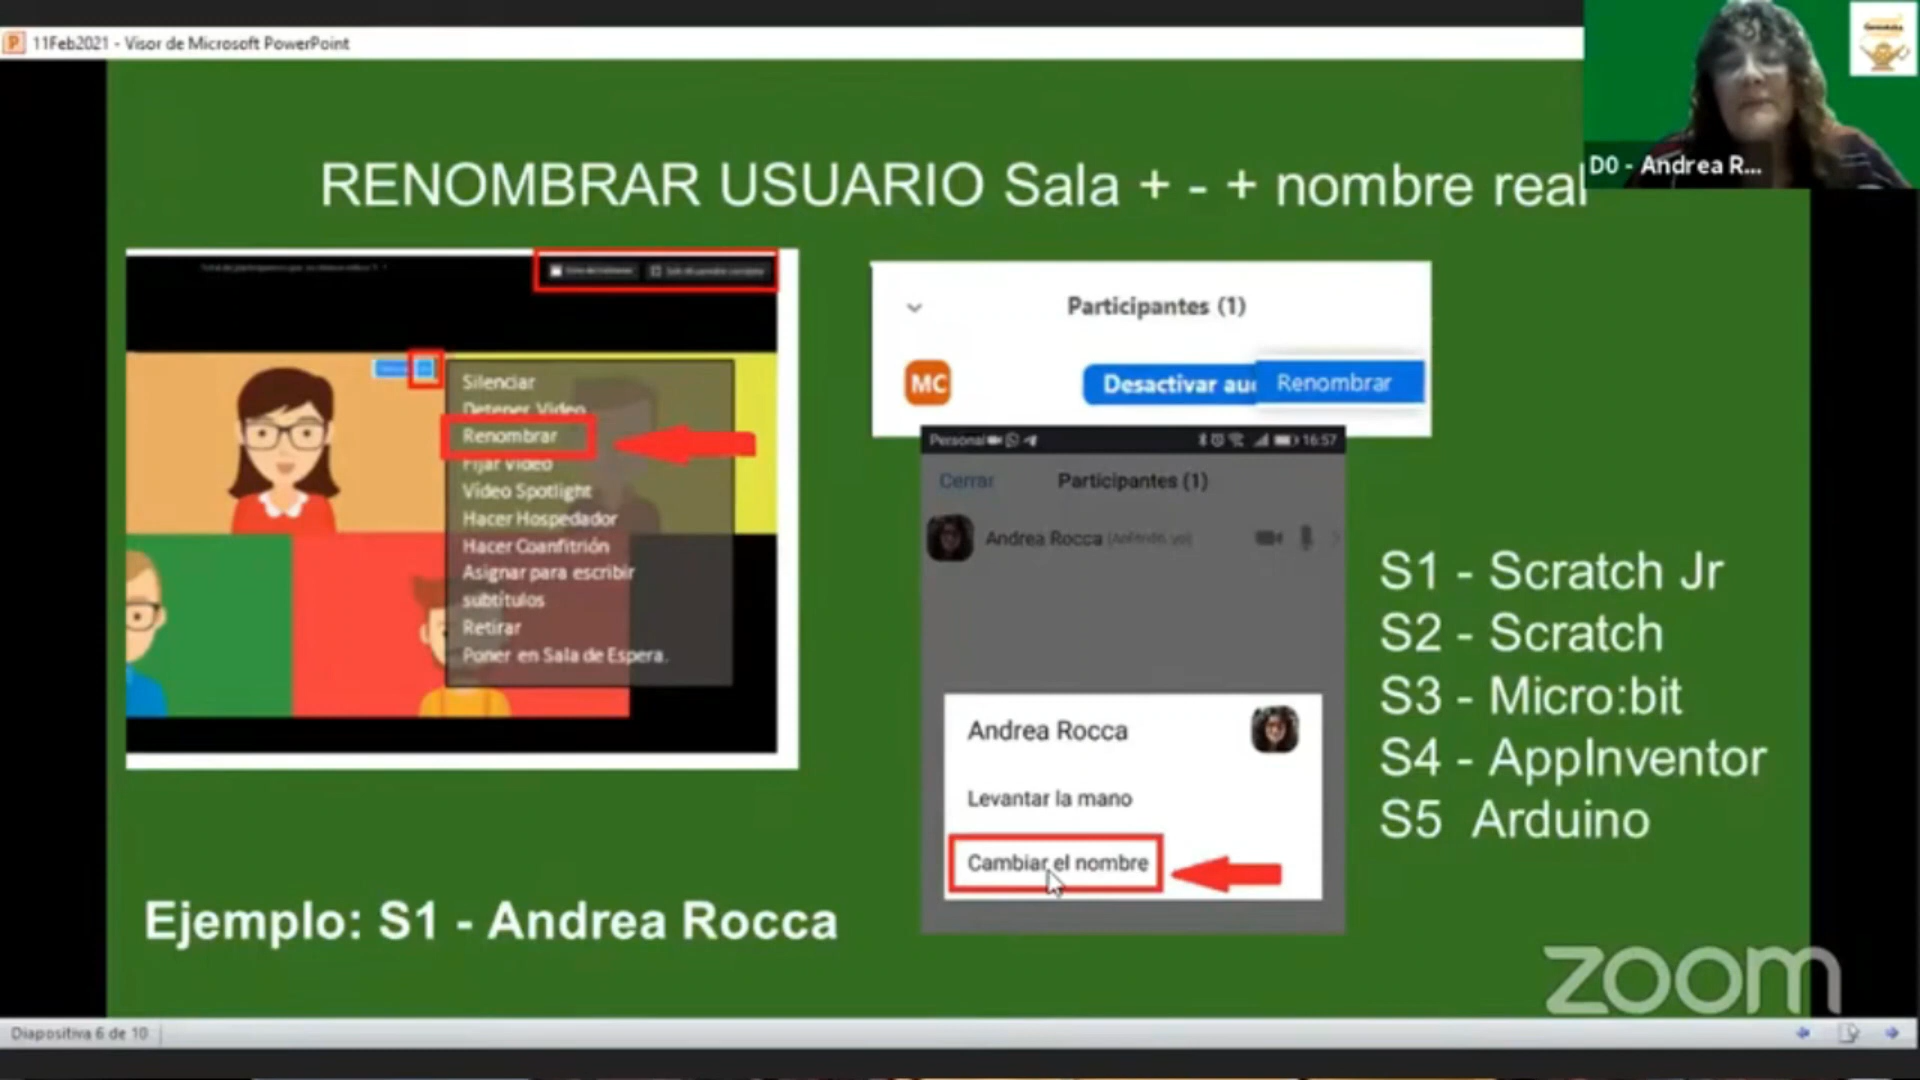 11Feb2021 - Visor de Microsoft PowerPoint
D0 - Andrea R...
RENOMBRAR USUARIO Sala + - + nombre real
Silenciar
Detener Video
Renombrar
Fijar Video
Vídeo Spotlight
Hacer Hospedador
Hacer Coanfitrión
Asignar para escribir
subtítulos
Retirar
Poner en Sala de Espera.
Participantes (1)
MC
Desactivar au
Renombrar
Personal
16:57
Cerrar
Participantes (1)
Andrea Rocca
Andrea Rocca
Levantar la mano
Cambiar el nombre
S1 - Scratch Jr
S2 - Scratch
S3 - Micro:bit
S4 - AppInventor
S5 Arduino
Ejemplo: S1 - Andrea Rocca
zoom
Diapositiva 6 de 10